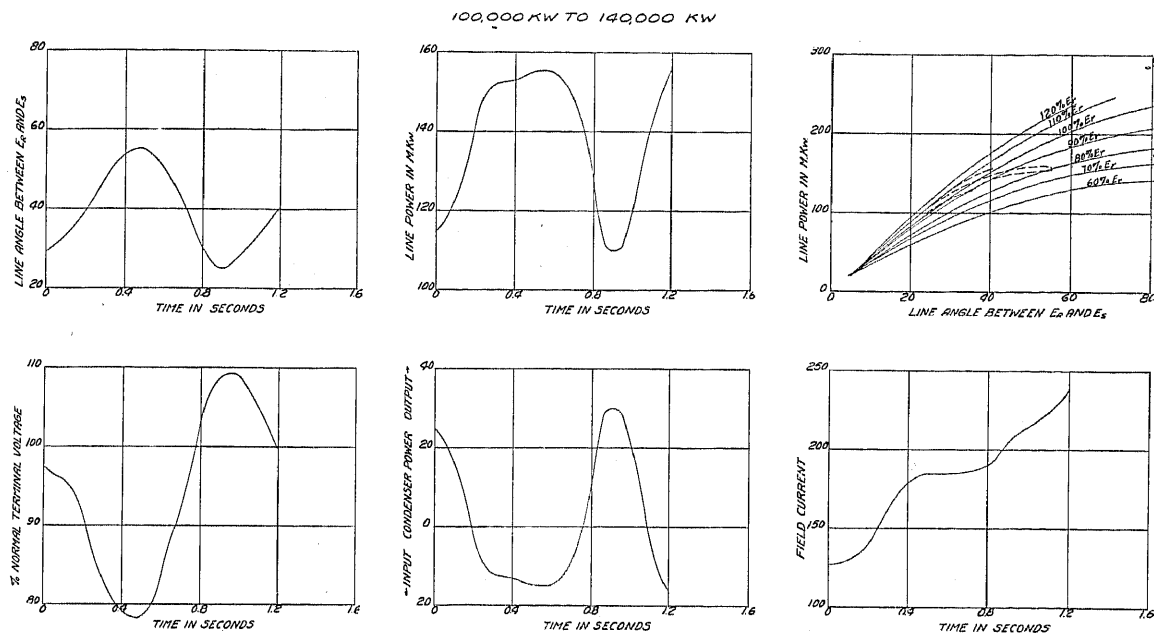 100,000 KW TO 140,000 KW
LINE ANGLE BETWEEN ER AND ES
80
60
40
20
0
0.4
0.8
1.2
1.6
TIME IN SECONDS
LINE POWER IN M.KW
160
140
120
100
0
0.4
0.8
1.2
1.6
TIME IN SECONDS
LINE POWER IN M.KW
300
200
100
0
120% Er
110% Er
100% Er
90% Er
80% Er
70% Er
60% Er
20
40
60
80
LINE ANGLE BETWEEN ER AND ES
% NORMAL TERMINAL VOLTAGE
110
100
90
80
0
0.4
0.8
1.2
1.6
TIME IN SECONDS
INPUT CONDENSER POWER OUTPUT
40
20
0
20
0
0.4
0.8
1.2
1.6
TIME IN SECONDS
FIELD CURRENT
250
200
150
100
0
0.4
0.8
1.2
1.6
TIME IN SECONDS